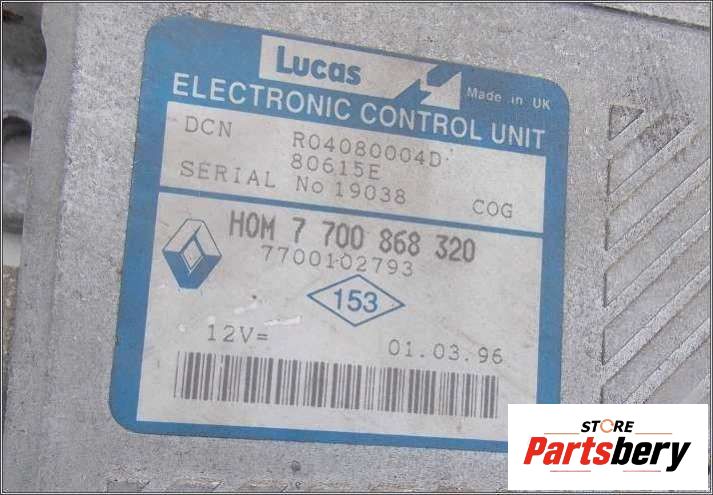 Lucas
Made in UK
ELECTRONIC CONTROL UNIT
DCN R04080004D
80615E
SERIAL No 19038 COG
HOM 7 700 868 320
7700102793
153
12V= 01.03.96
STORE
Partsbery